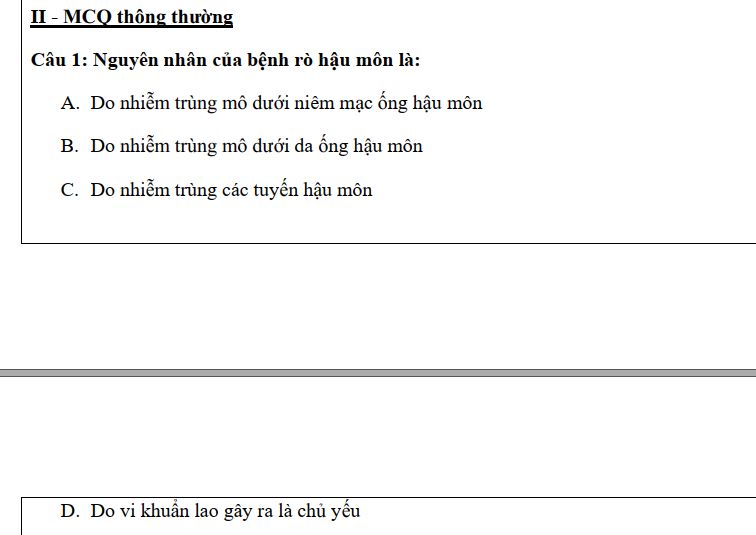 II - MCQ thông thường
Câu 1: Nguyên nhân của bệnh rò hậu môn là:
A. Do nhiễm trùng mô dưới niêm mạc ống hậu môn
B. Do nhiễm trùng mô dưới da ống hậu môn
C. Do nhiễm trùng các tuyến hậu môn
D. Do vi khuẩn lao gây ra là chủ yếu